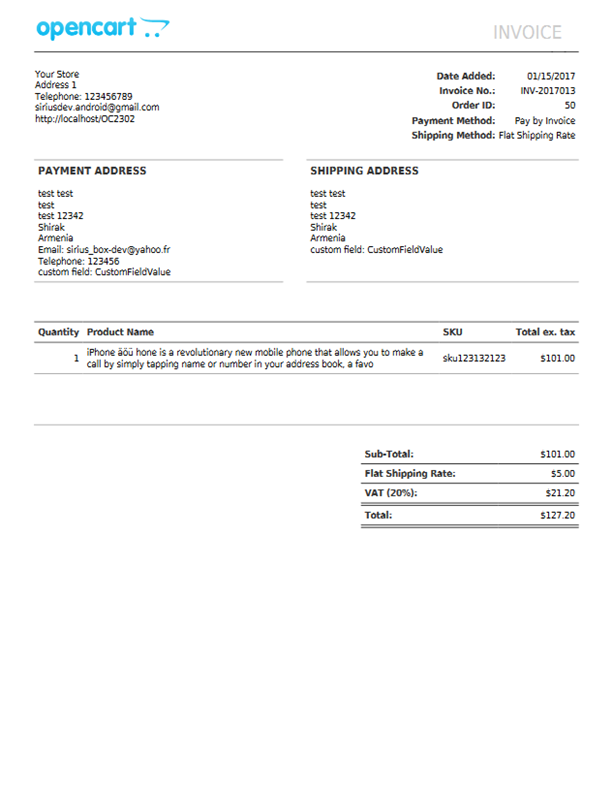 opencart
INVOICE
Your Store
Address 1
Telephone: 123456789
siriusdev.android@gmail.com
http://localhost/OC2302
Date Added: 01/15/2017
Invoice No.: INV-2017013
Order ID: 50
Payment Method: Pay by Invoice
Shipping Method: Flat Shipping Rate
PAYMENT ADDRESS
test test
test
test 12342
Shirak
Armenia
Email: sirius_box-dev@yahoo.fr
Telephone: 123456
custom field: CustomFieldValue
SHIPPING ADDRESS
test test
test
test 12342
Shirak
Armenia
custom field: CustomFieldValue
Quantity Product Name SKU Total ex. tax
1 iPhone äöü hone is a revolutionary new mobile phone that allows you to make a
call by simply tapping name or number in your address book, a favo sku123132123 $101.00
Sub-Total: $101.00
Flat Shipping Rate: $5.00
VAT (20%): $21.20
Total: $127.20